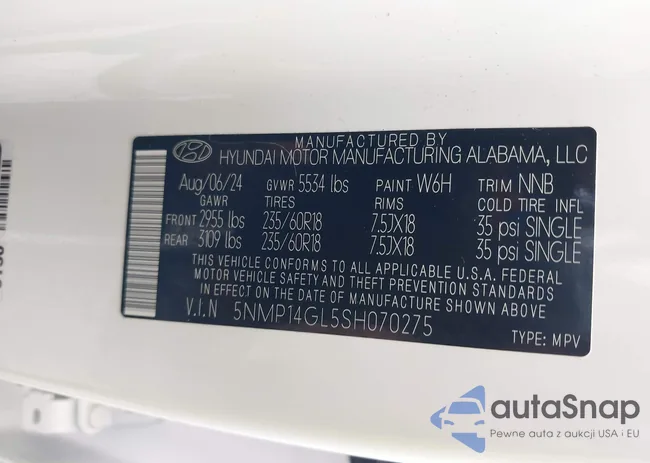 MANUFACTURED BY
HYUNDAI MOTOR MANUFACTURING ALABAMA, LLC
Aug/06/24 GVWR 5534 lbs PAINT W6H TRIM NNB
GAWR TIRES RIMS COLD TIRE INFL
FRONT 2955 lbs 235/60R18 7.5JX18 35 psi SINGLE
REAR 3109 lbs 235/60R18 7.5JX18 35 psi SINGLE
THIS VEHICLE CONFORMS TO ALL APPLICABLE U.S.A. FEDERAL
MOTOR VEHICLE SAFETY AND THEFT PREVENTION STANDARDS
IN EFFECT ON THE DATE OF MANUFACTURE SHOWN ABOVE
V.I.N 5NMP14GL5SH070275
TYPE: MPV
autaSnap
Pewne auta z aukcji USA i EU